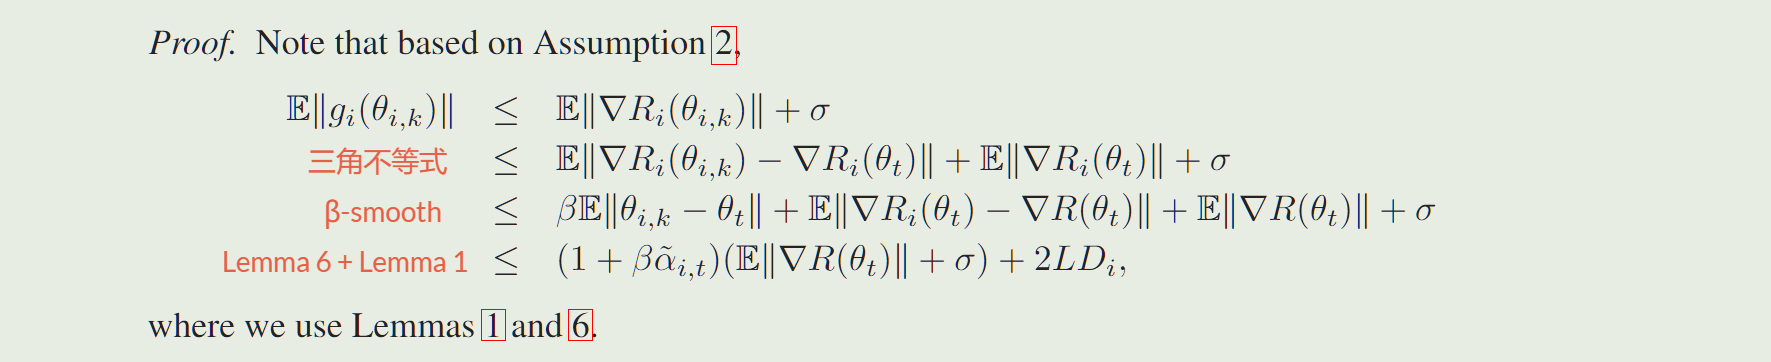 Proof. Note that based on Assumption 2,
𝔼‖g_i(θ_{i,k})‖ ≤ 𝔼‖∇R_i(θ_{i,k})‖ + σ
三角不等式 ≤ 𝔼‖∇R_i(θ_{i,k}) − ∇R_i(θ_t)‖ + 𝔼‖∇R_i(θ_t)‖ + σ
β-smooth ≤ β𝔼‖θ_{i,k} − θ_t‖ + 𝔼‖∇R_i(θ_t) − ∇R(θ_t)‖ + 𝔼‖∇R(θ_t)‖ + σ
Lemma 6 + Lemma 1 ≤ (1 + βα̃_{i,t})(𝔼‖∇R(θ_t)‖ + σ) + 2LD_i,
where we use Lemmas 1 and 6.